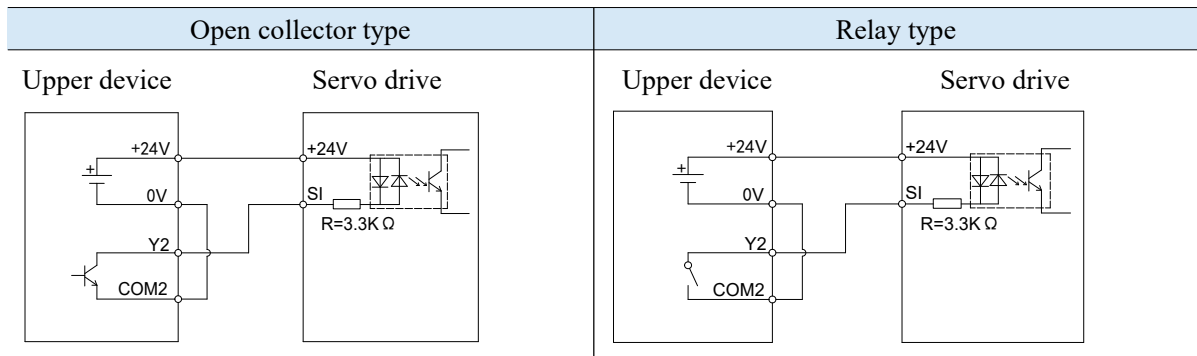 Open collector type
Relay type
Upper device
Servo drive
+24V
+24V
+
0V
SI
R=3.3KΩ
Y2
COM2
Upper device
Servo drive
+24V
+24V
+
0V
SI
R=3.3KΩ
Y2
COM2